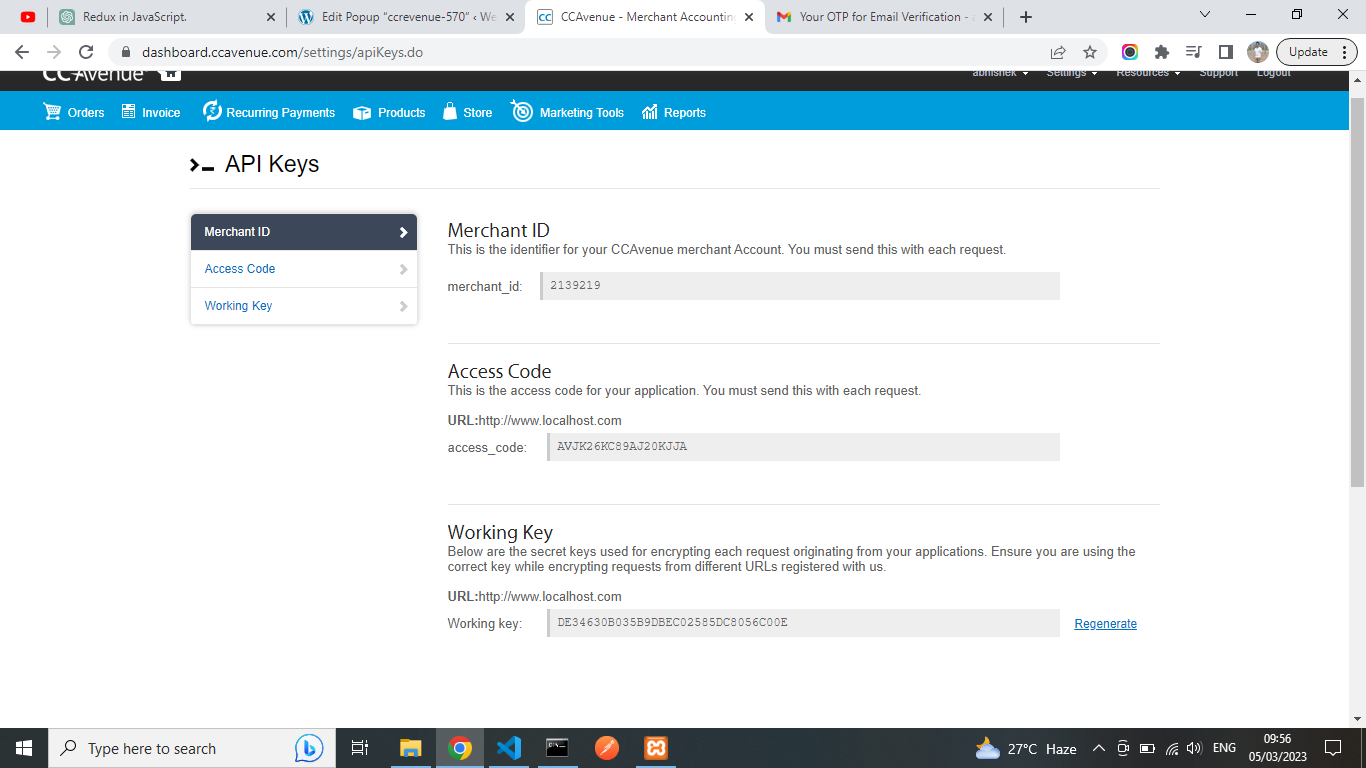 Redux in JavaScript.
Edit Popup “ccrevenue-570” ‹ We
CCAvenue - Merchant Accounting
Your OTP for Email Verification - a
dashboard.ccavenue.com/settings/apiKeys.do
Update
CCAvenue
abhishek
Settings
Resources
Support
Logout
Orders
Invoice
Recurring Payments
Products
Store
Marketing Tools
Reports
API Keys
Merchant ID
Access Code
Working Key
Merchant ID
This is the identifier for your CCAvenue merchant Account. You must send this with each request.
merchant_id: 2139219
Access Code
This is the access code for your application. You must send this with each request.
URL:http://www.localhost.com
access_code: AVJK26KC89AJ20KJJA
Working Key
Below are the secret keys used for encrypting each request originating from your applications. Ensure you are using the
correct key while encrypting requests from different URLs registered with us.
URL:http://www.localhost.com
Working key: DE34630B035B9DBEC02585DC8056C00E Regenerate
Type here to search
27°C Haze
ENG
09:56
05/03/2023